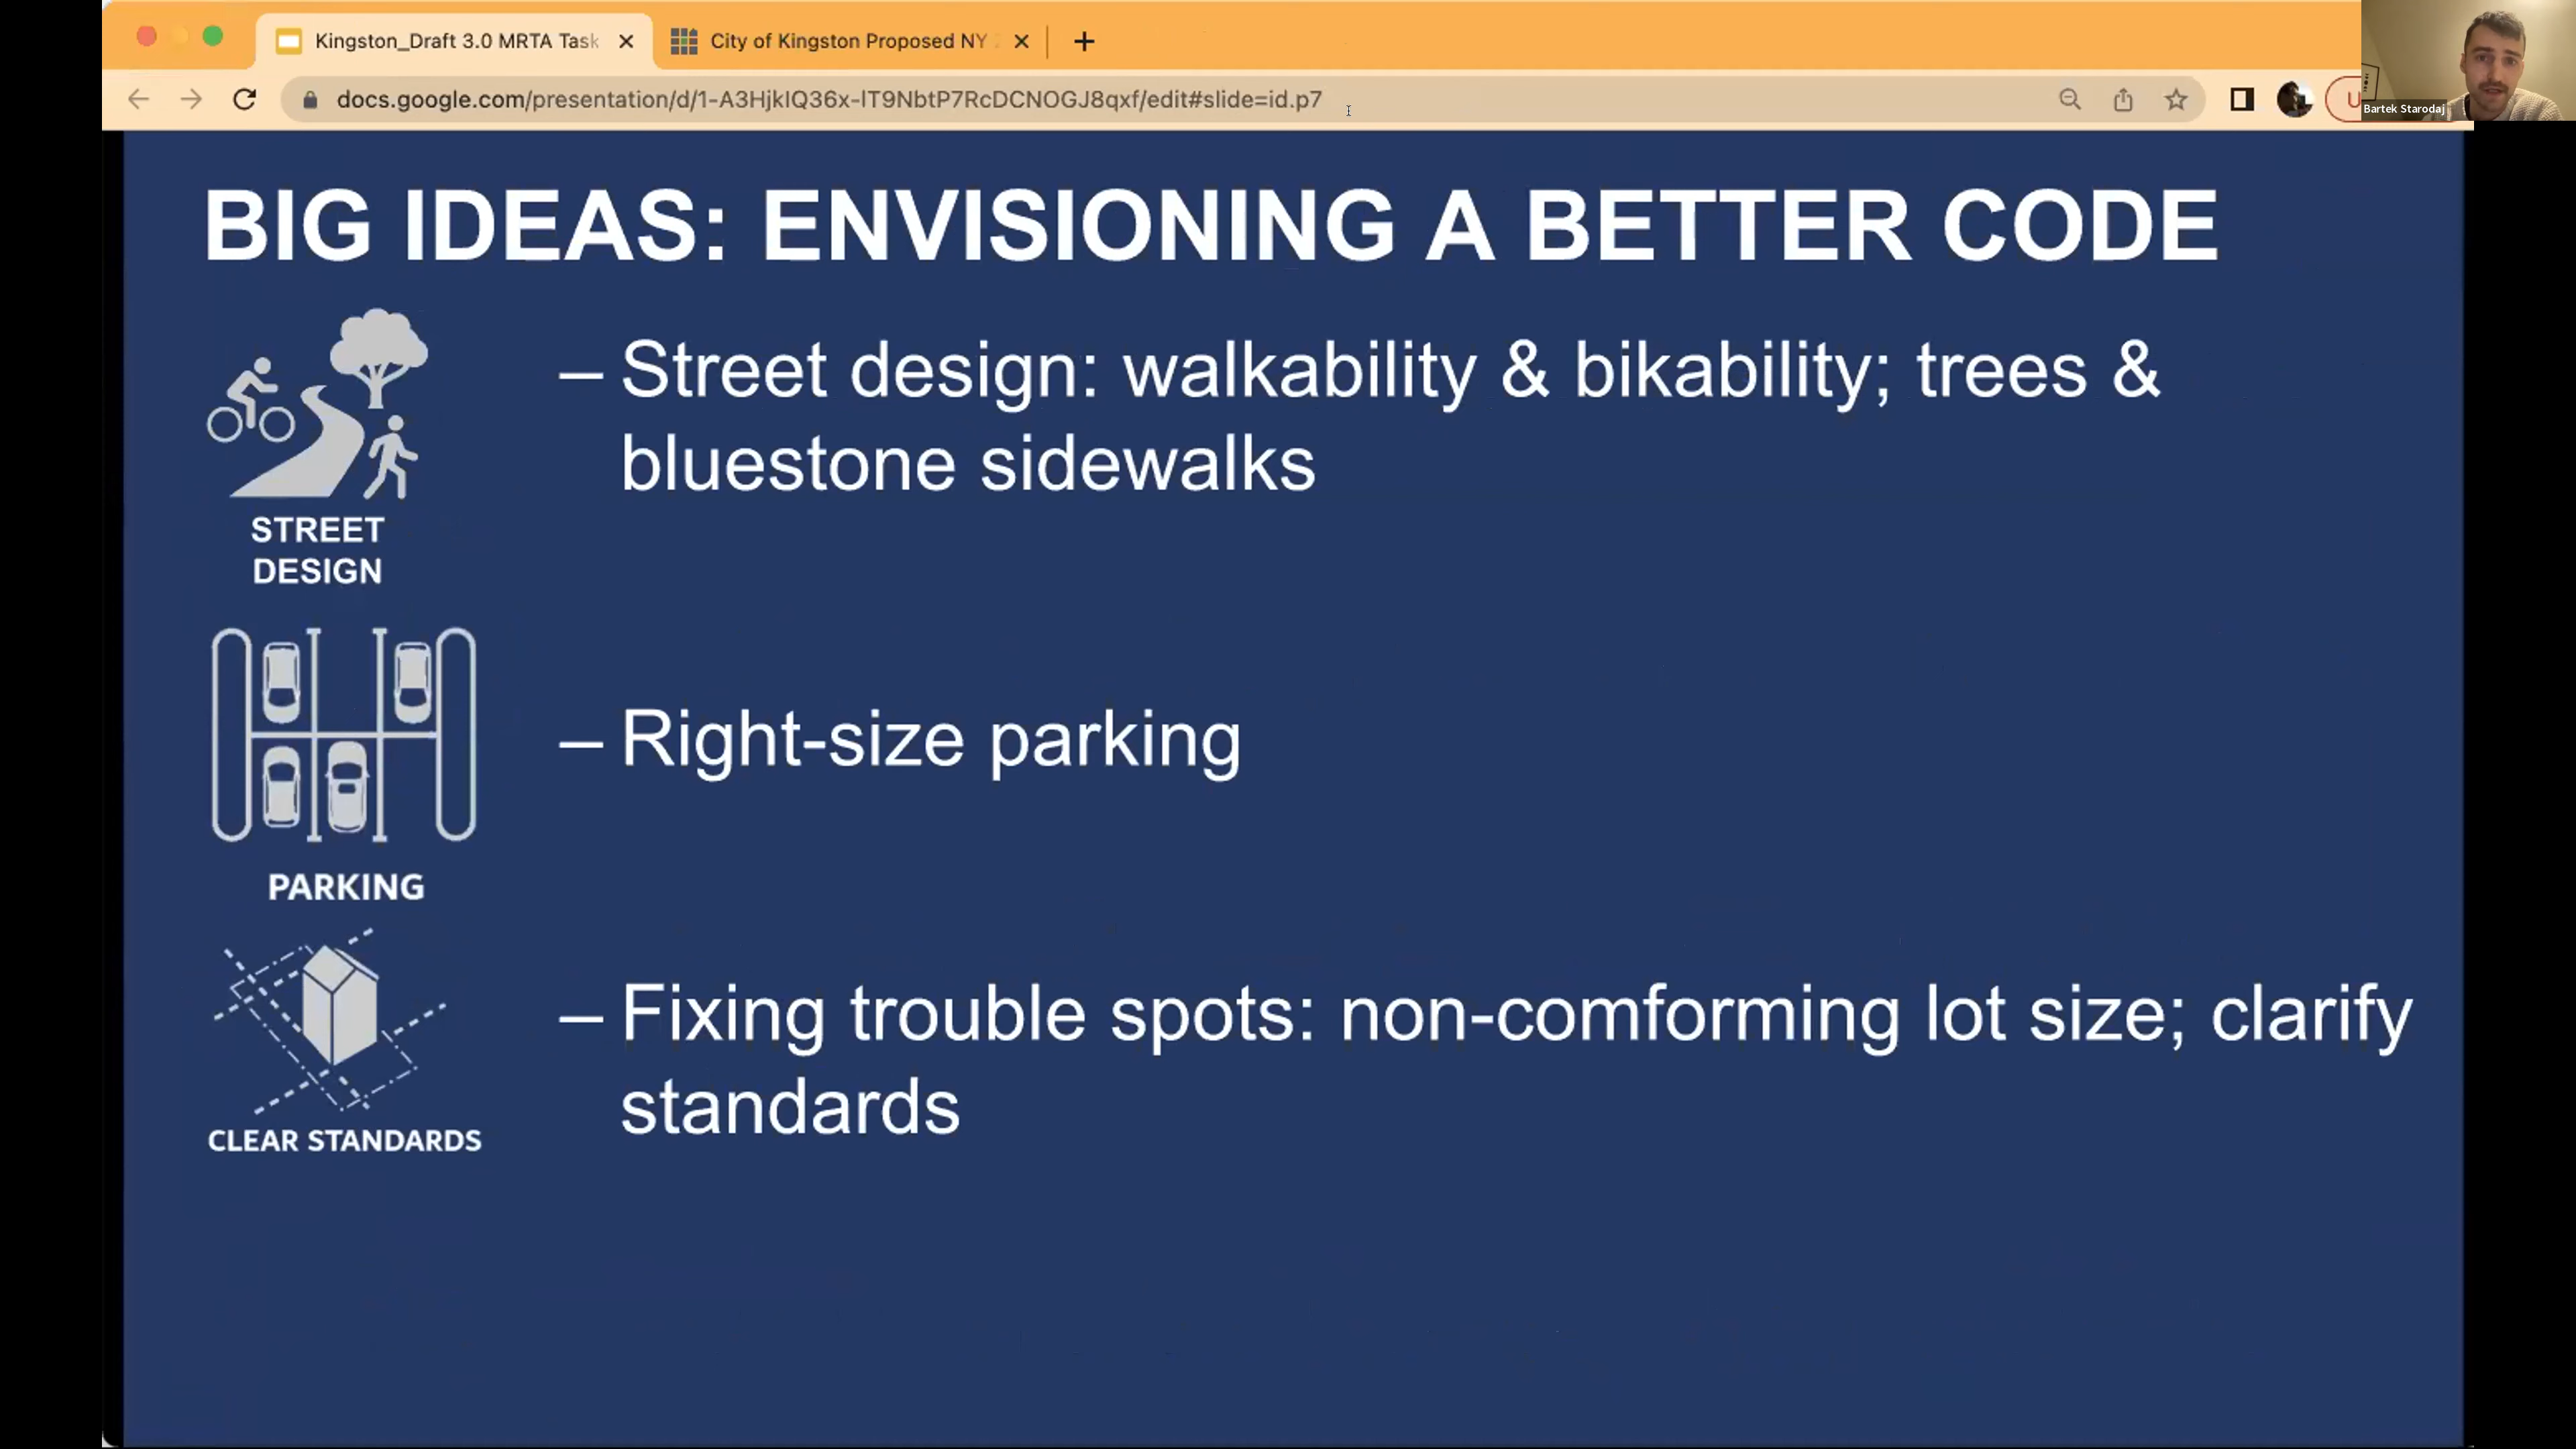 Kingston_Draft 3.0 MRTA Task
City of Kingston Proposed NY
docs.google.com/presentation/d/1-A3HjkIQ36x-IT9NbtP7RcDCNOGJ8qxf/edit#slide=id.p7
Bartek Starodaj
BIG IDEAS: ENVISIONING A BETTER CODE
– Street design: walkability & bikability; trees &
bluestone sidewalks
STREET
DESIGN
– Right-size parking
PARKING
– Fixing trouble spots: non-comforming lot size; clarify
standards
CLEAR STANDARDS